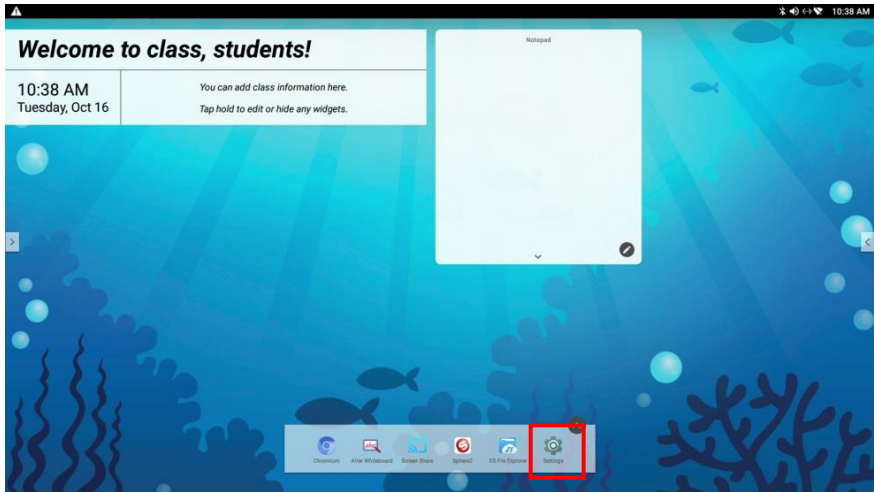 10:38 AM
Welcome to class, students!
10:38 AM
Tuesday, Oct 16
You can add class information here.
Tap hold to edit or hide any widgets.
Notepad
Chromium
AVer Whiteboard
Screen Share
Sphere2
ES File Explorer
Settings